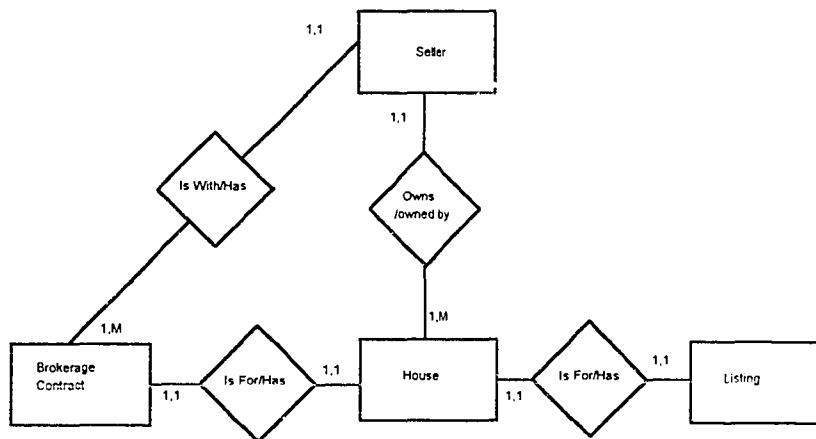 1,1
Seller
1,1
Is With/Has
Owns
/owned by
1,M
1,M
Brokerage
Contract
1,1
Is For/Has
1,1
House
1,1
Is For/Has
1,1
Listing